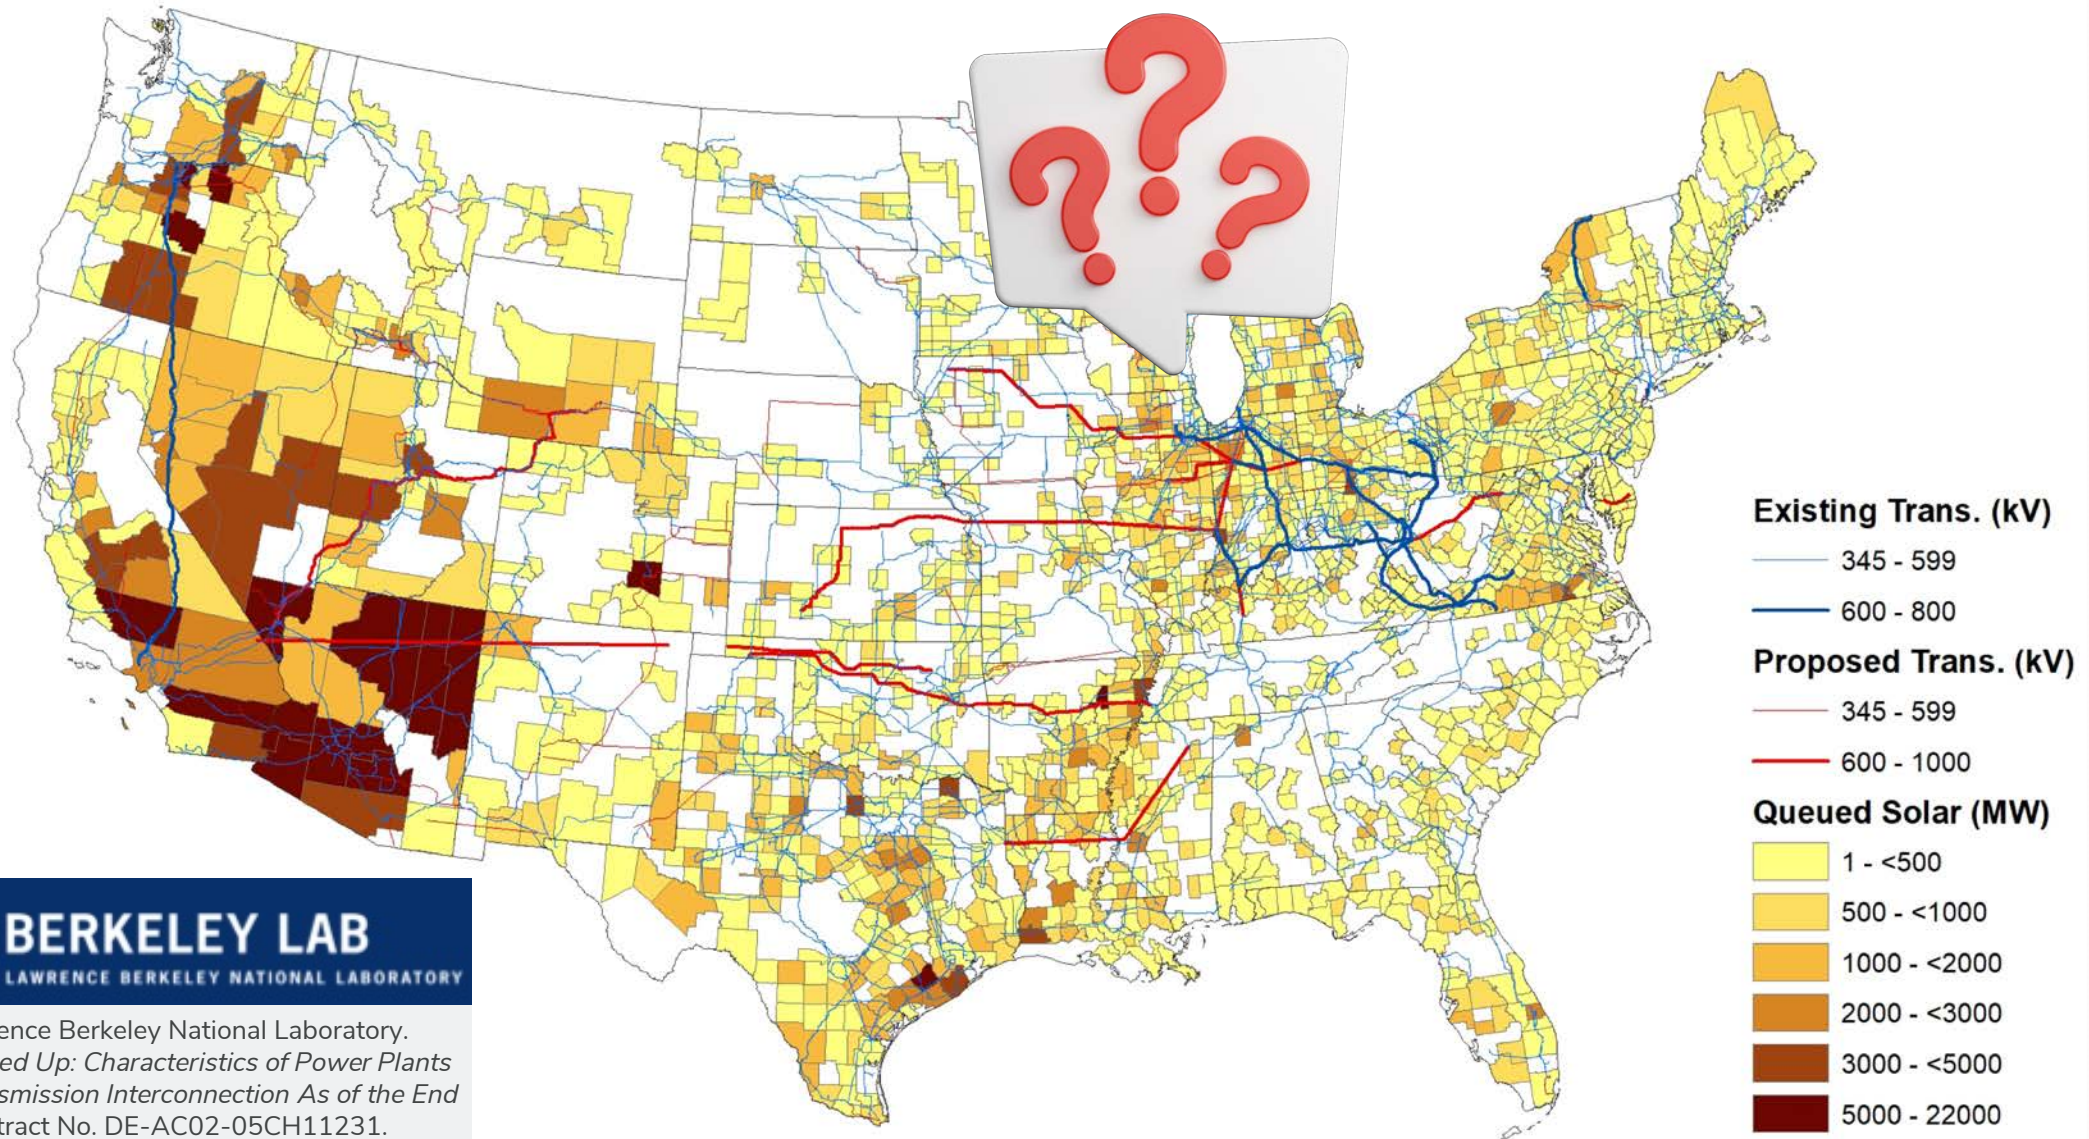 ???
Existing Trans. (kV)
345 - 599
600 - 800
Proposed Trans. (kV)
345 - 599
600 - 1000
Queued Solar (MW)
1 - <500
500 - <1000
1000 - <2000
2000 - <3000
3000 - <5000
5000 - 22000
BERKELEY LAB
LAWRENCE BERKELEY NATIONAL LABORATORY
ence Berkeley National Laboratory.
ed Up: Characteristics of Power Plants
smission Interconnection As of the End
tract No. DE-AC02-05CH11231.